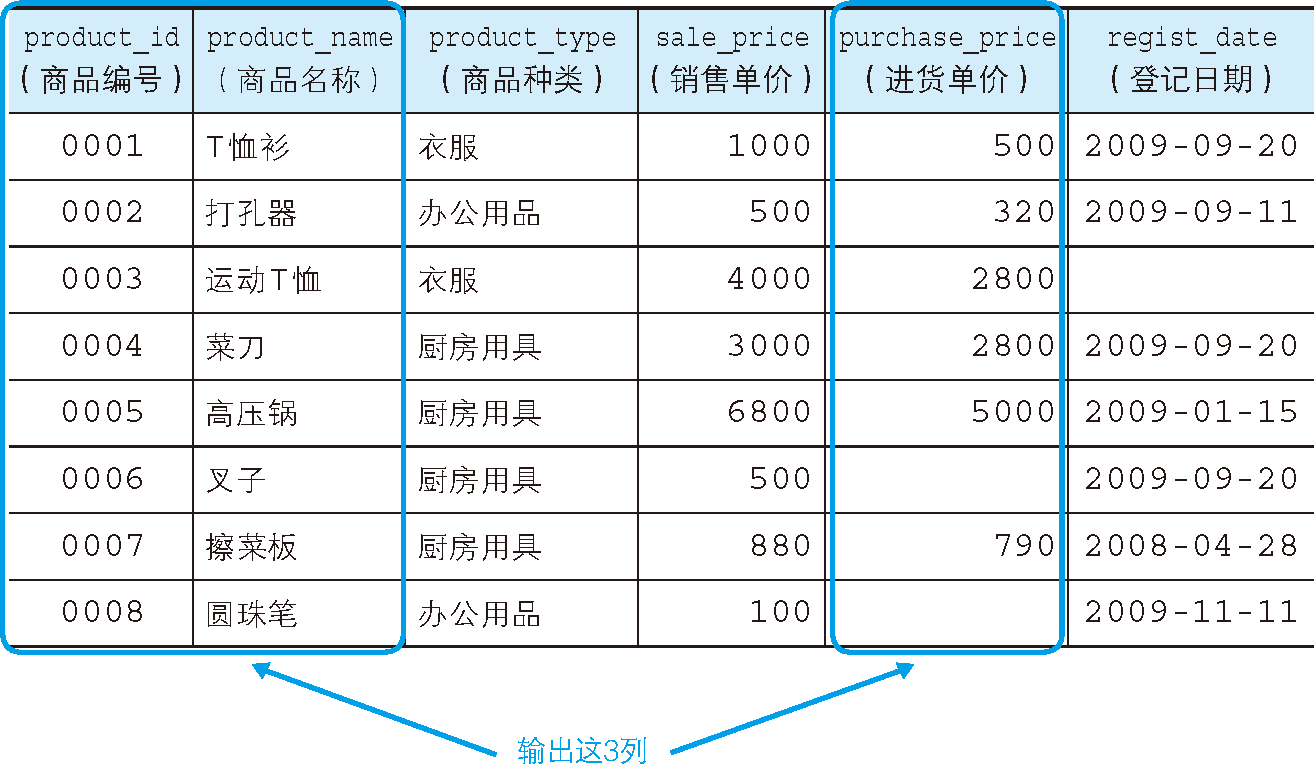 product_id product_name product_type sale_price purchase_price regist_date
(商品编号) (商品名称) (商品种类) (销售单价) (进货单价) (登记日期)
0001 T恤衫 衣服 1000 500 2009-09-20
0002 打孔器 办公用品 500 320 2009-09-11
0003 运动T恤 衣服 4000 2800
0004 菜刀 厨房用具 3000 2800 2009-09-20
0005 高压锅 厨房用具 6800 5000 2009-01-15
0006 叉子 厨房用具 500 2009-09-20
0007 擦菜板 厨房用具 880 790 2008-04-28
0008 圆珠笔 办公用品 100 2009-11-11
输出这3列